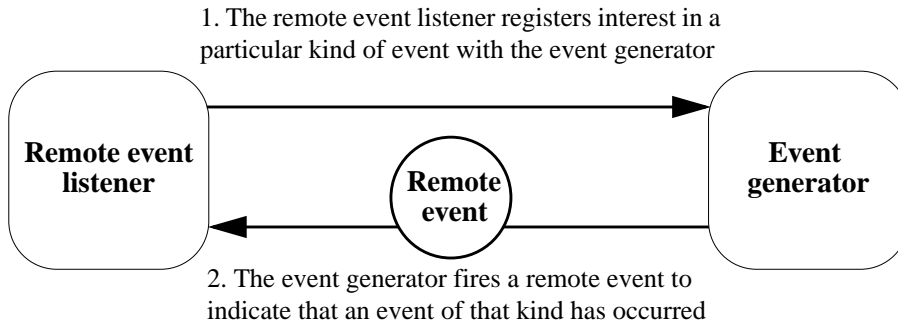 1. The remote event listener registers interest in a
particular kind of event with the event generator
Remote event
listener
Event
generator
Remote
event
2. The event generator fires a remote event to
indicate that an event of that kind has occurred